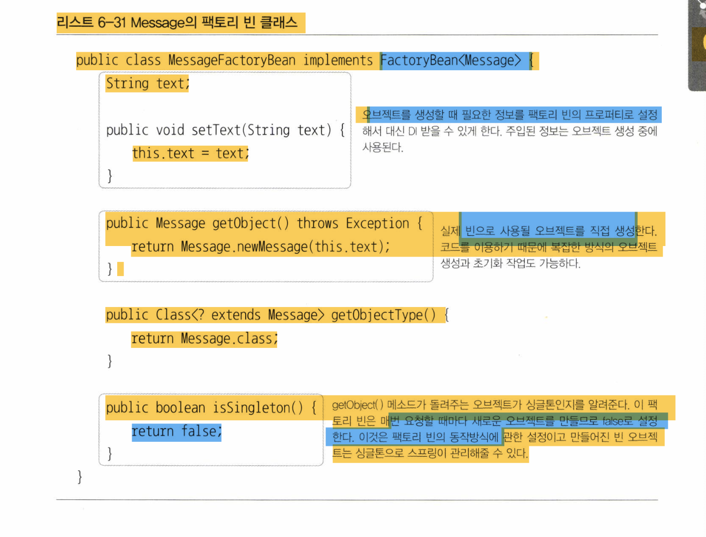 리스트 6-31 Message의 팩토리 빈 클래스
public class MessageFactoryBean implements FactoryBean<Message> {
String text;
public void setText(String text) {
this.text = text;
}
오브젝트를 생성할 때 필요한 정보를 팩토리 빈의 프로퍼티로 설정
해서 대신 DI 받을 수 있게 한다. 주입된 정보는 오브젝트 생성 중에
사용된다.
public Message getObject() throws Exception {
return Message.newMessage(this.text);
}
실제 빈으로 사용될 오브젝트를 직접 생성한다.
코드를 이용하기 때문에 복잡한 방식의 오브젝트
생성과 초기화 작업도 가능하다.
public Class<? extends Message> getObjectType() {
return Message.class;
}
public boolean isSingleton() {
return false;
}
getObject() 메소드가 돌려주는 오브젝트가 싱글톤인지를 알려준다. 이 팩
토리 빈은 매번 요청할 때마다 새로운 오브젝트를 만들므로 false로 설정
한다. 이것은 팩토리 빈의 동작방식에 관한 설정이고 만들어진 빈 오브젝
트는 싱글톤으로 스프링이 관리해줄 수 있다.
}